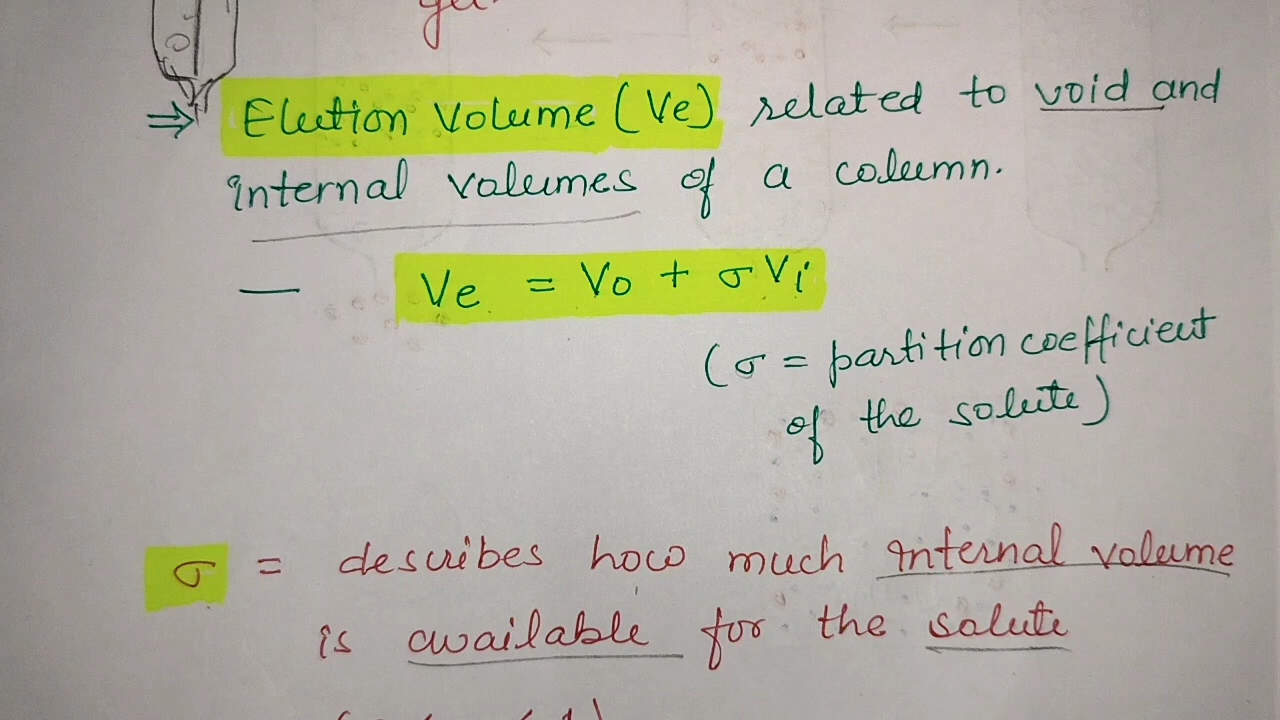 ⇒ Elution Volume (Ve) related to void and
internal volumes of a column.
— Ve = Vo + σVi
(σ = partition coefficient
of the solute)
σ = describes how much internal volume
is available for the solute